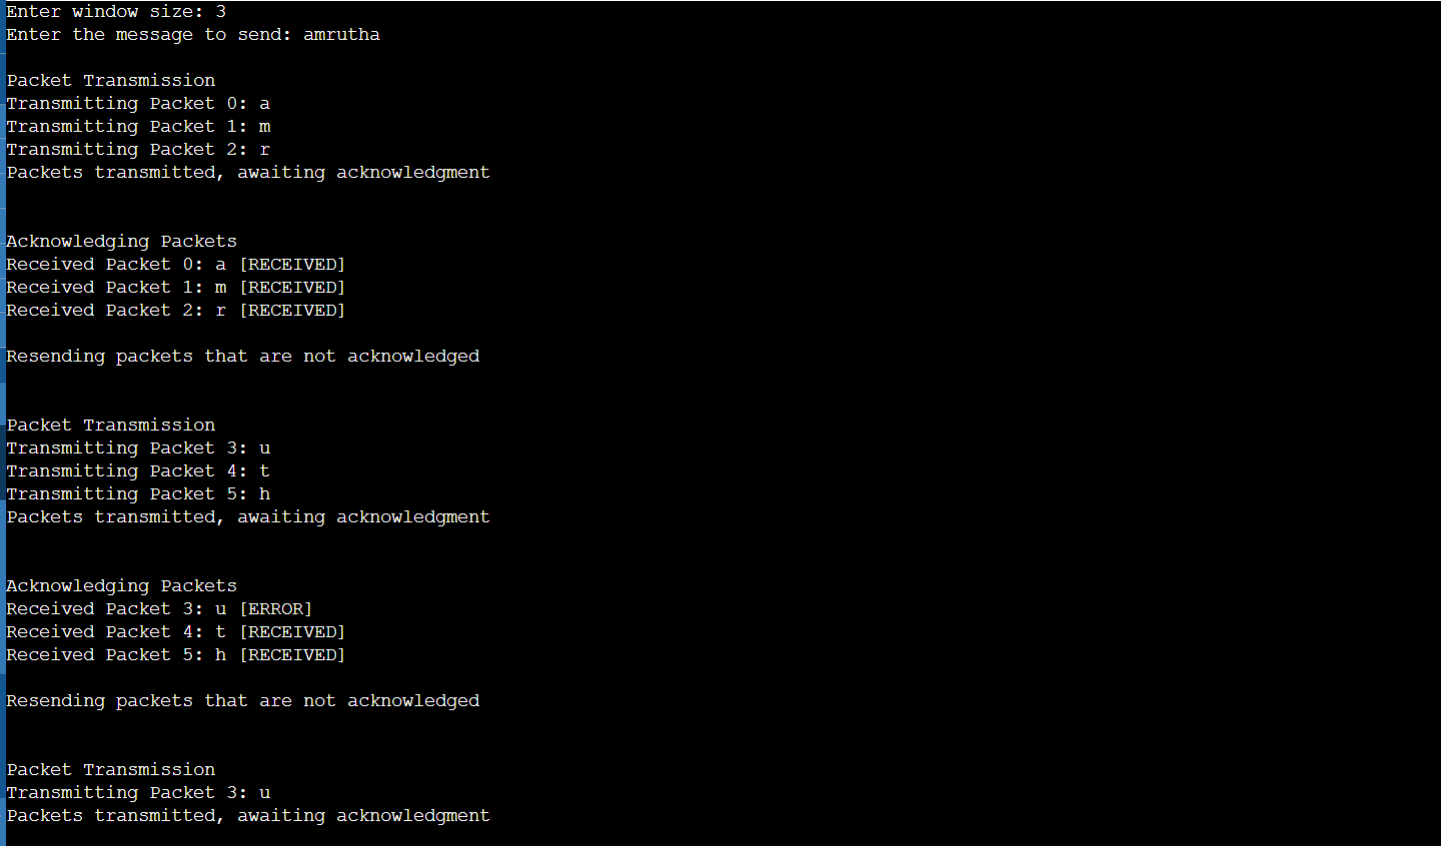 Enter window size: 3
Enter the message to send: amrutha
Packet Transmission
Transmitting Packet 0: a
Transmitting Packet 1: m
Transmitting Packet 2: r
Packets transmitted, awaiting acknowledgment
Acknowledging Packets
Received Packet 0: a [RECEIVED]
Received Packet 1: m [RECEIVED]
Received Packet 2: r [RECEIVED]
Resending packets that are not acknowledged
Packet Transmission
Transmitting Packet 3: u
Transmitting Packet 4: t
Transmitting Packet 5: h
Packets transmitted, awaiting acknowledgment
Acknowledging Packets
Received Packet 3: u [ERROR]
Received Packet 4: t [RECEIVED]
Received Packet 5: h [RECEIVED]
Resending packets that are not acknowledged
Packet Transmission
Transmitting Packet 3: u
Packets transmitted, awaiting acknowledgment